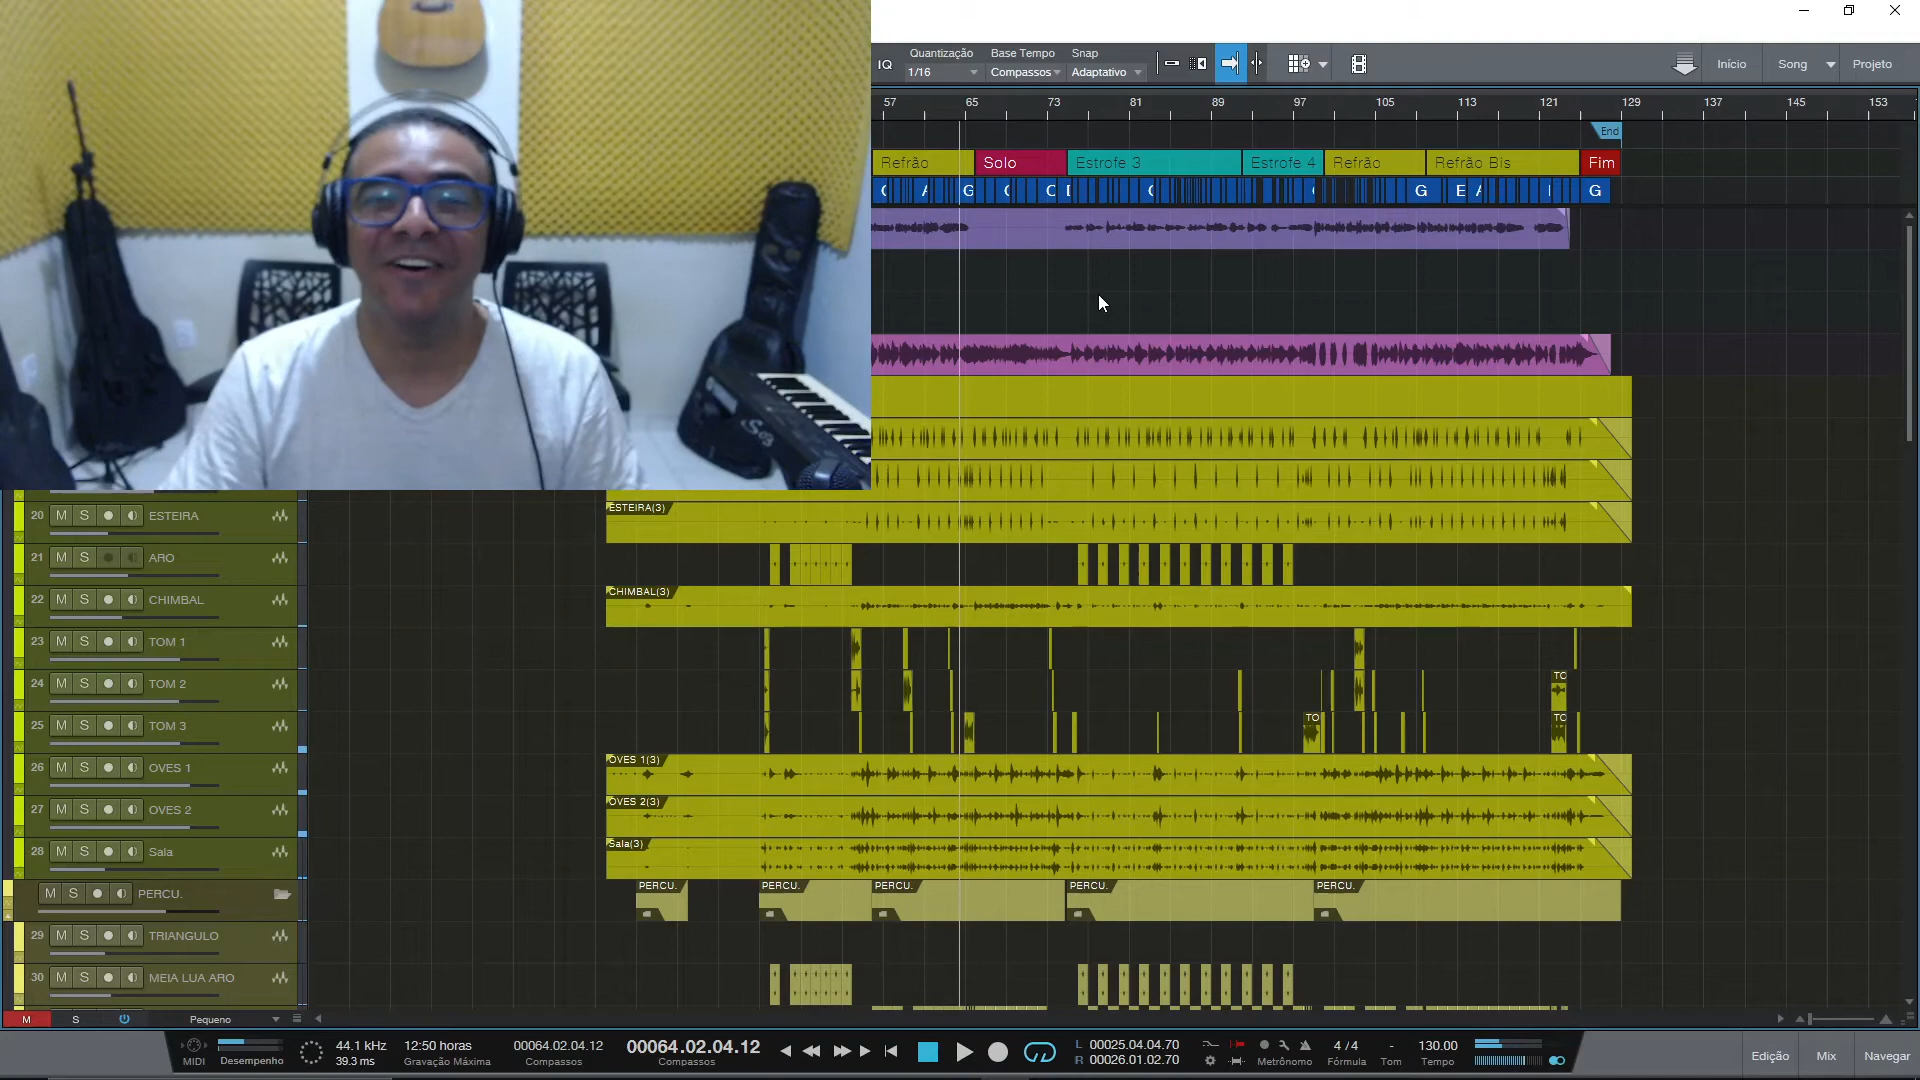 IQ
Quantização
1/16
Base Tempo
Compassos
Snap
Adaptativo
Início
Song
Projeto
57 65 73 81 89 97 105 113 121 129 137 145 153
End
Refrão Solo Estrofe 3 Estrofe 4 Refrão Refrão Bis Fim
A G G E G
20 M S ESTEIRA
ESTEIRA(3)
21 M S ARO
22 M S CHIMBAL
CHIMBAL(3)
23 M S TOM 1
24 M S TOM 2
TO
25 M S TOM 3
TO TO
26 M S OVES 1
OVES 1(3)
27 M S OVES 2
OVES 2(3)
28 M S Sala
Sala(3)
M S PERCU.
PERCU. PERCU. PERCU. PERCU. PERCU.
29 M S TRIANGULO
30 M S MEIA LUA ARO
M S Pequeno
MIDI
Desempenho
44.1 kHz
39.3 ms
12:50 horas
Gravação Máxima
00064.02.04.12
Compassos
00064.02.04.12
Compassos
L 00025.04.04.70
R 00026.01.02.70
Metrônomo
4 / 4
Fórmula
-
Tom
130.00
Tempo
Edição
Mix
Navegar